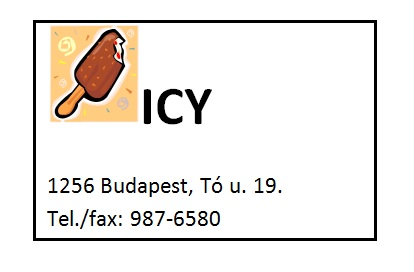 ICY
1256 Budapest, Tó u. 19.
Tel./fax: 987-6580